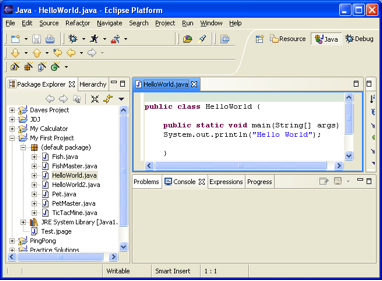 Java - HelloWorld.java - Eclipse Platform
File Edit Source Refactor Navigate Search Project Run Window Help
Resource Java Debug
Package Explorer Hierarchy
Daves Project
JDJ
My Calculator
My First Project
(default package)
Fish.java
FishMaster.java
HelloWorld.java
HelloWorld2.java
Pet.java
PetMaster.java
TicTacMine.java
JRE System Library [Java1.
Test.jpage
PingPong
Practice Solutions
HelloWorld.java
public class HelloWorld {
public static void main(String[] args)
System.out.println("Hello World");
}
Problems Console Expressions Progress
Writable Smart Insert 1 : 1